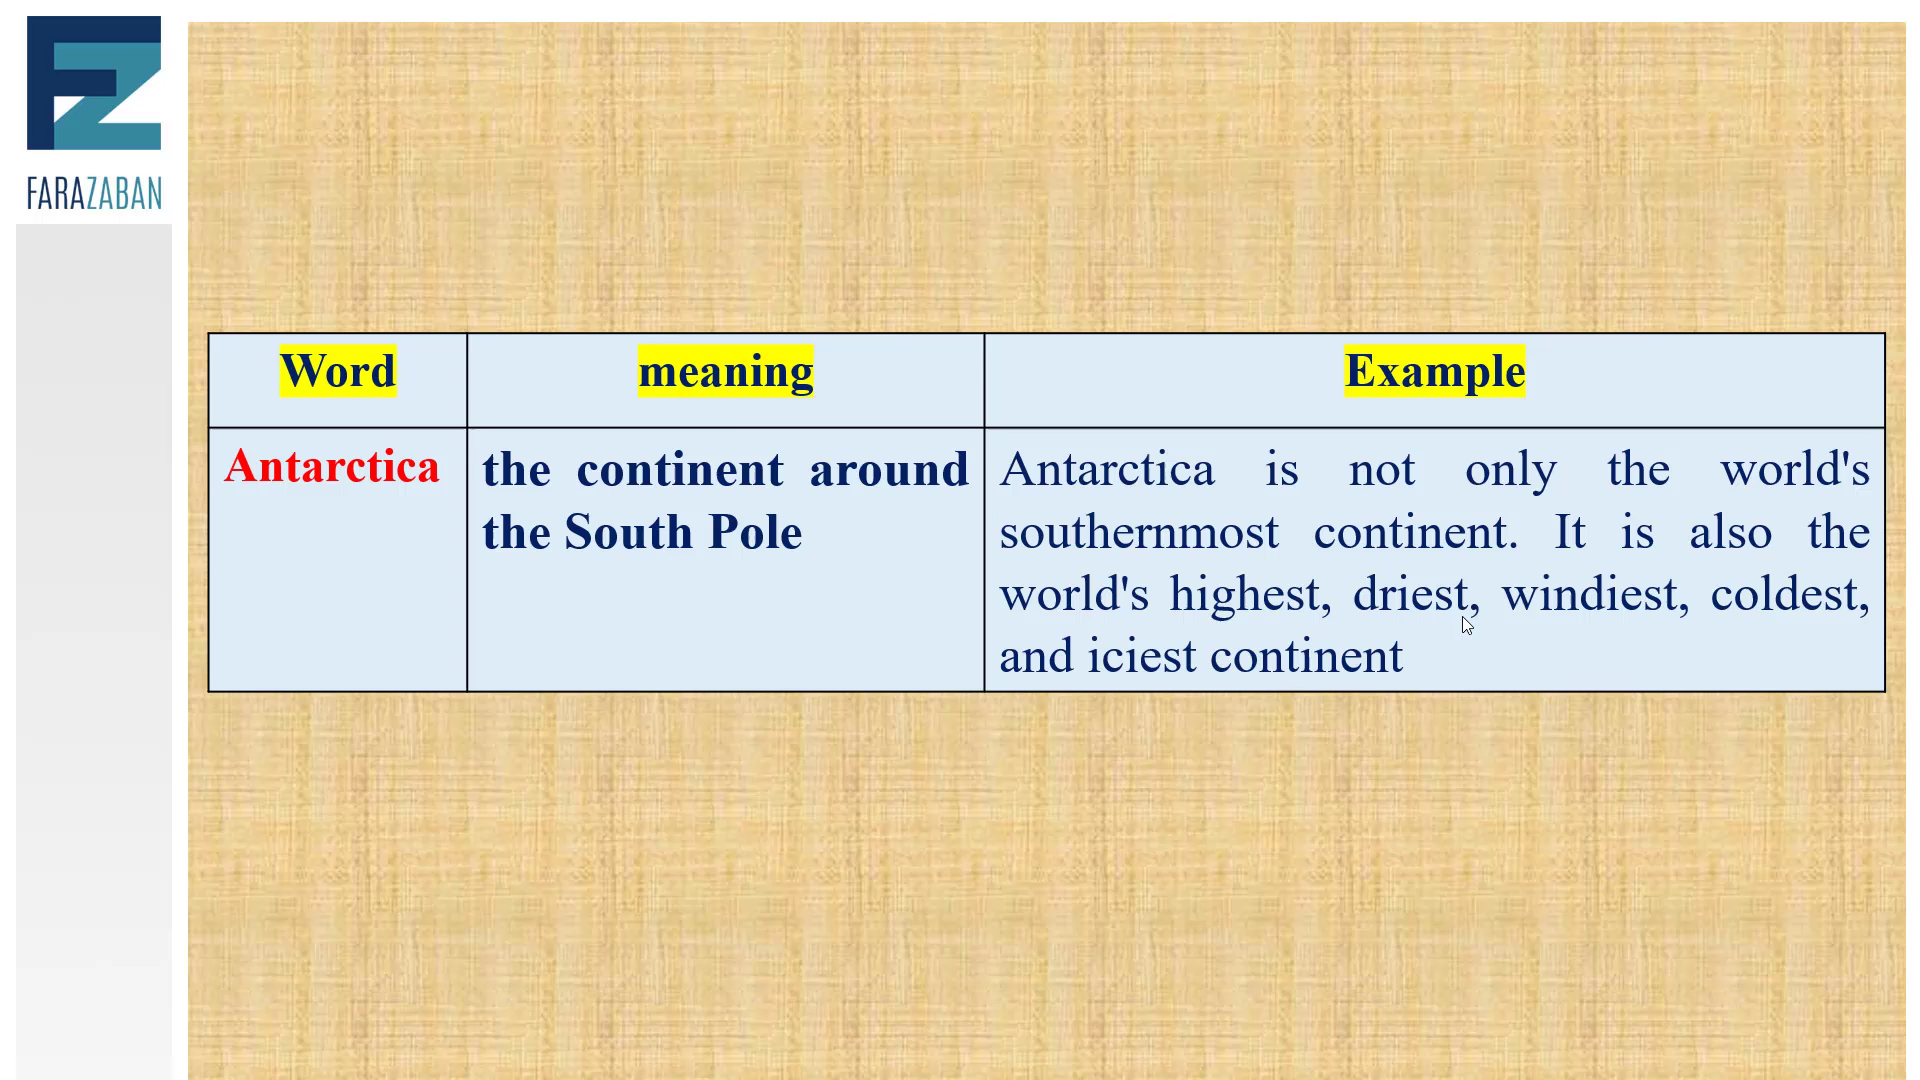 FARAZABAN
Word meaning Example
Antarctica
the continent around
the South Pole
Antarctica is not only the world's
southernmost continent. It is also the
world's highest, driest, windiest, coldest,
and iciest continent